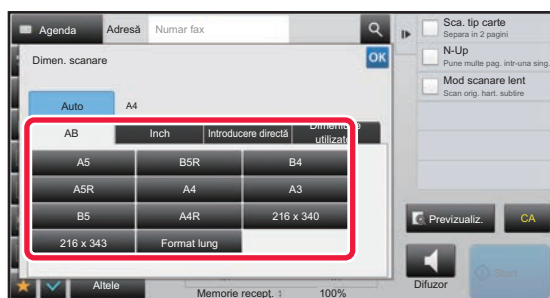 Agenda
Adresă
Numar fax
Sca. tip carte
Separa in 2 pagini
N-Up
Pune multe pag. intr-una sing.
Mod scanare lent
Scan orig. hart. subtire
Dimen. scanare
OK
Auto
A4
AB
Inch
Introducere directă
utilizat
A5
B5R
B4
A5R
A4
A3
B5
A4R
216 x 340
216 x 343
Format lung
Previzualiz.
CA
Altele
Memorie recepţ.
100%
Difuzor
Start